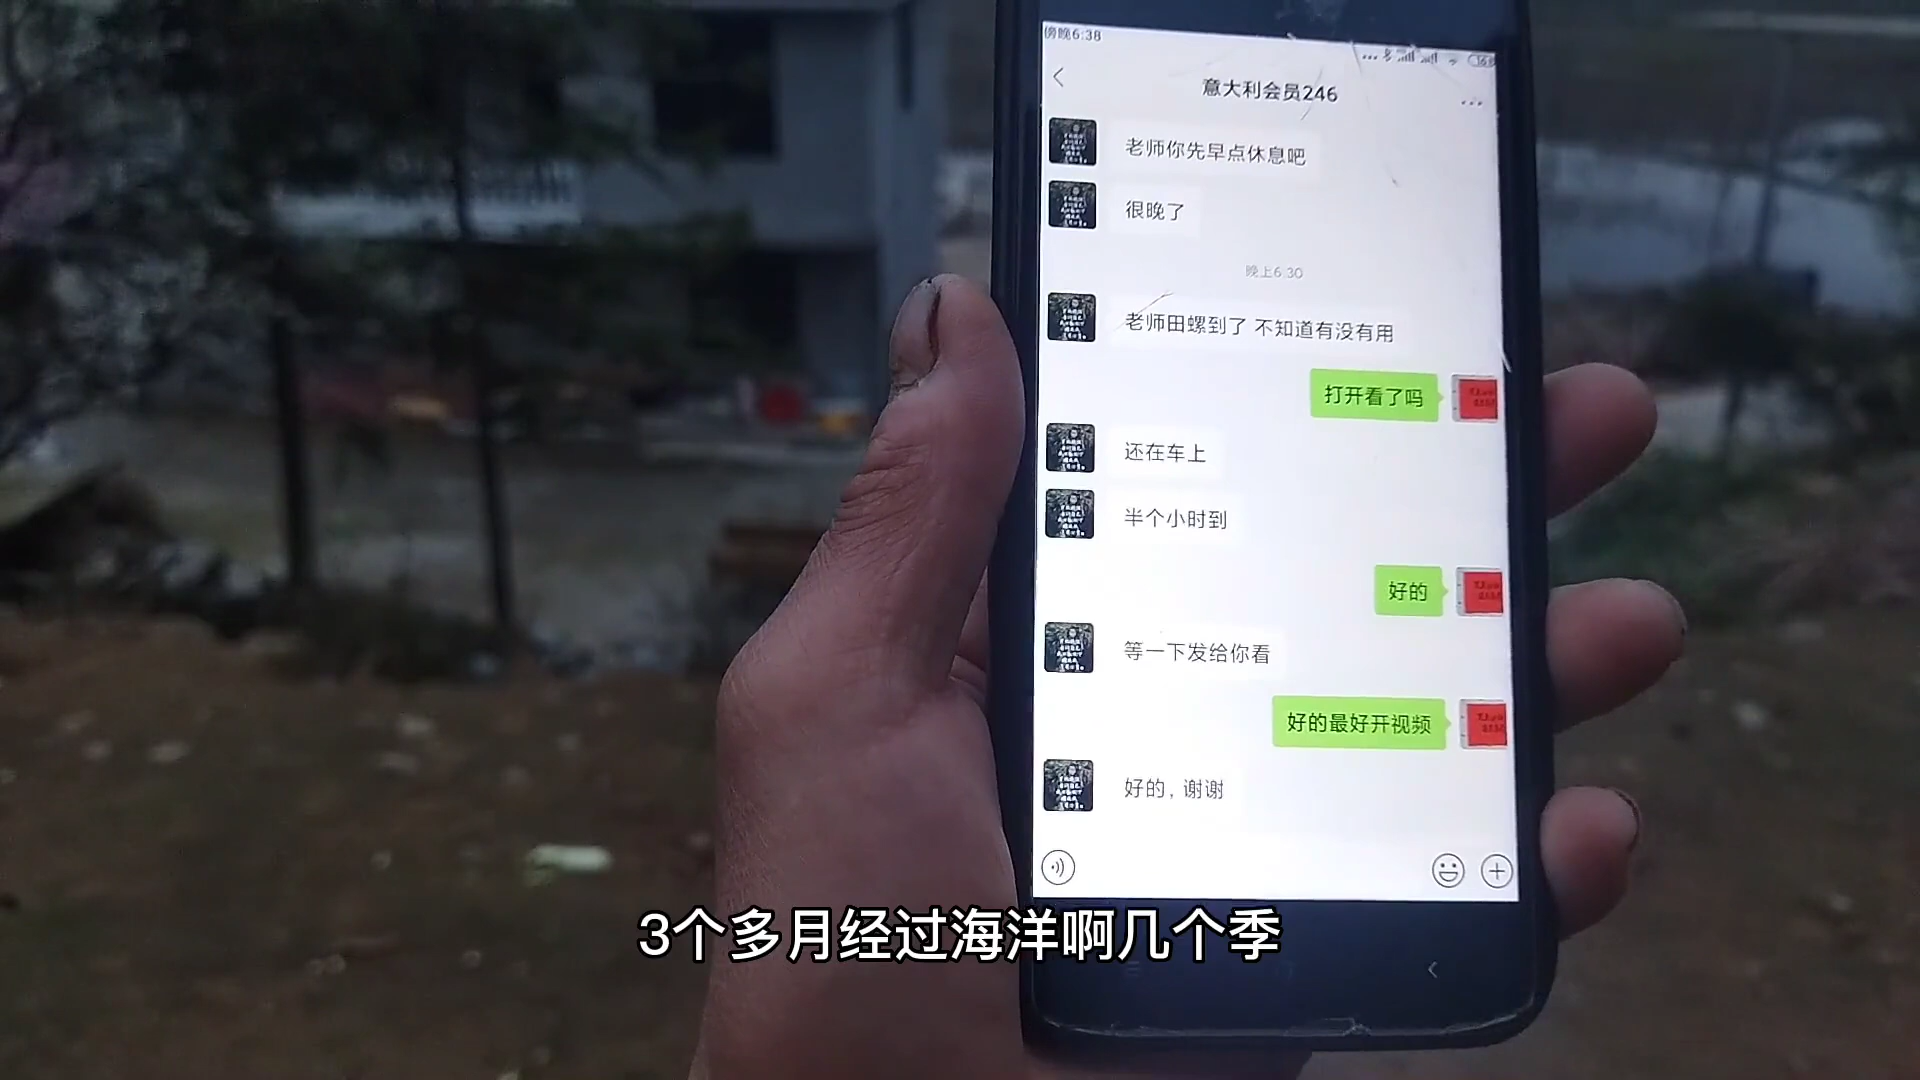 傍晚6:38
意大利会员246
老师你先早点休息吧
很晚了
晚上6:30
老师田螺到了 不知道有没有用
打开看了吗
还在车上
半个小时到
好的
等一下发给你看
好的最好开视频
好的，谢谢
3个多月经过海洋啊几个季